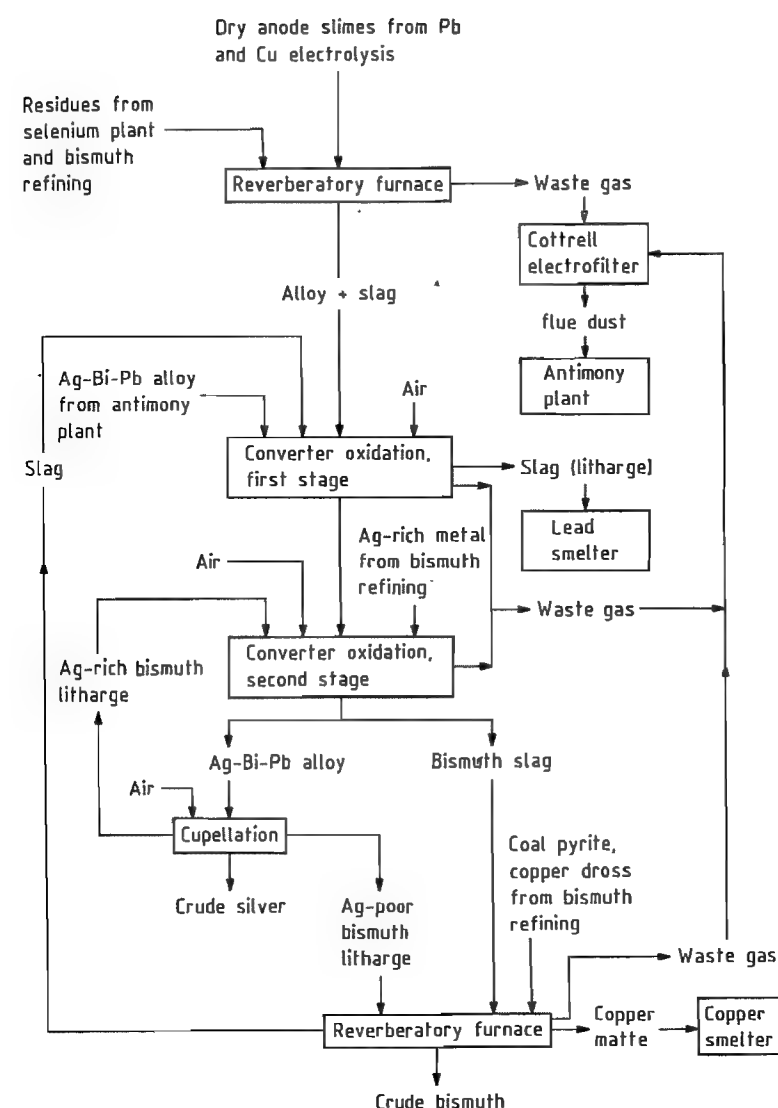 Dry anode slimes from Pb
and Cu electrolysis
Residues from
selenium plant
and bismuth
refining
Reverberatory furnace
Waste gas
Cottrell
electrofilter
Alloy + slag
flue dust
Antimony
plant
Ag-Bi-Pb alloy
from antimony
plant
Air
Slag
Converter oxidation,
first stage
Slag (litharge)
Lead
smelter
Ag-rich metal
from bismuth
refining
Air
Waste gas
Converter oxidation,
second stage
Ag-rich bismuth
litharge
Ag-Bi-Pb alloy
Bismuth slag
Air
Cupellation
Coal pyrite,
copper dross
from bismuth
refining
Crude silver
Ag-poor
bismuth
litharge
Waste gas
Reverberatory furnace
Copper
matte
Copper
smelter
Crude bismuth